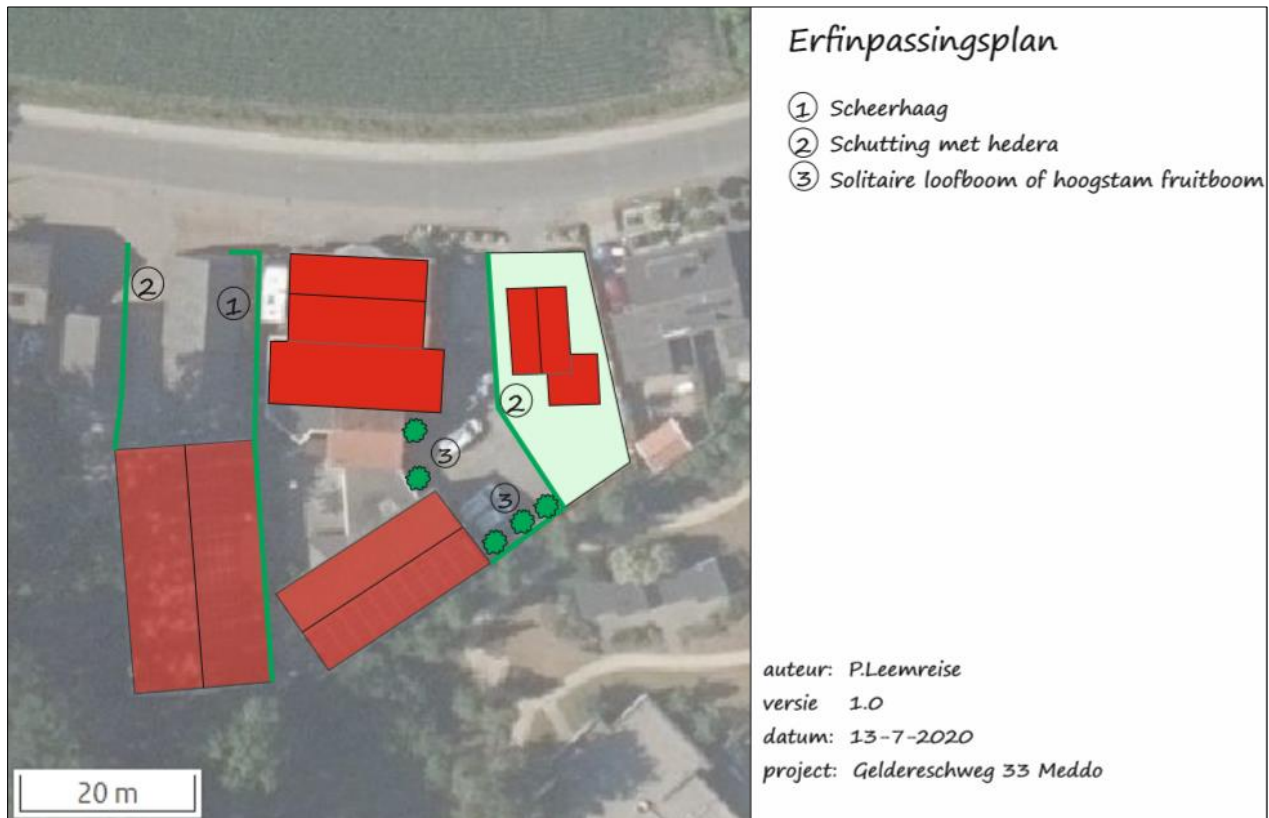 Erfinpassingsplan
1 Scheerhaag
2 Schutting met hedera
3 Solitaire loofboom of hoogstam fruitboom
2
1
2
3
3
auteur: P.Leemreise
versie 1.0
datum: 13-7-2020
project: Geldereschweg 33 Meddo
20 m